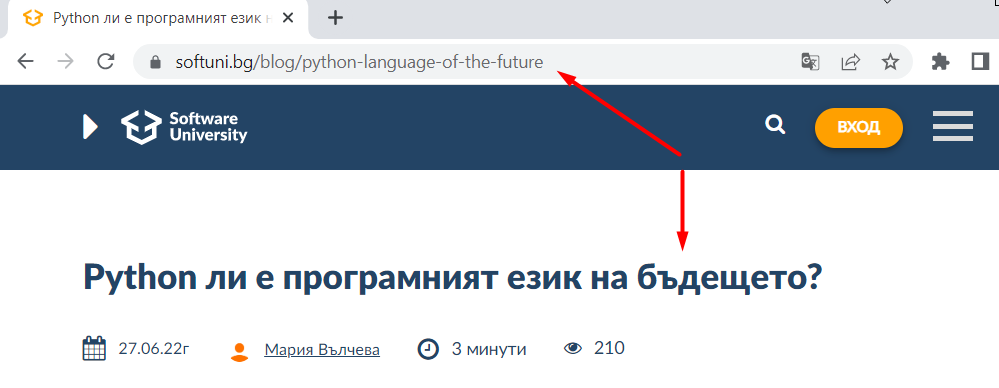 Python ли е програмният език н
softuni.bg/blog/python-language-of-the-future
Software
University
ВХОД
Python ли е програмният език на бъдещето?
27.06.22г Мария Вълчева 3 минути 210